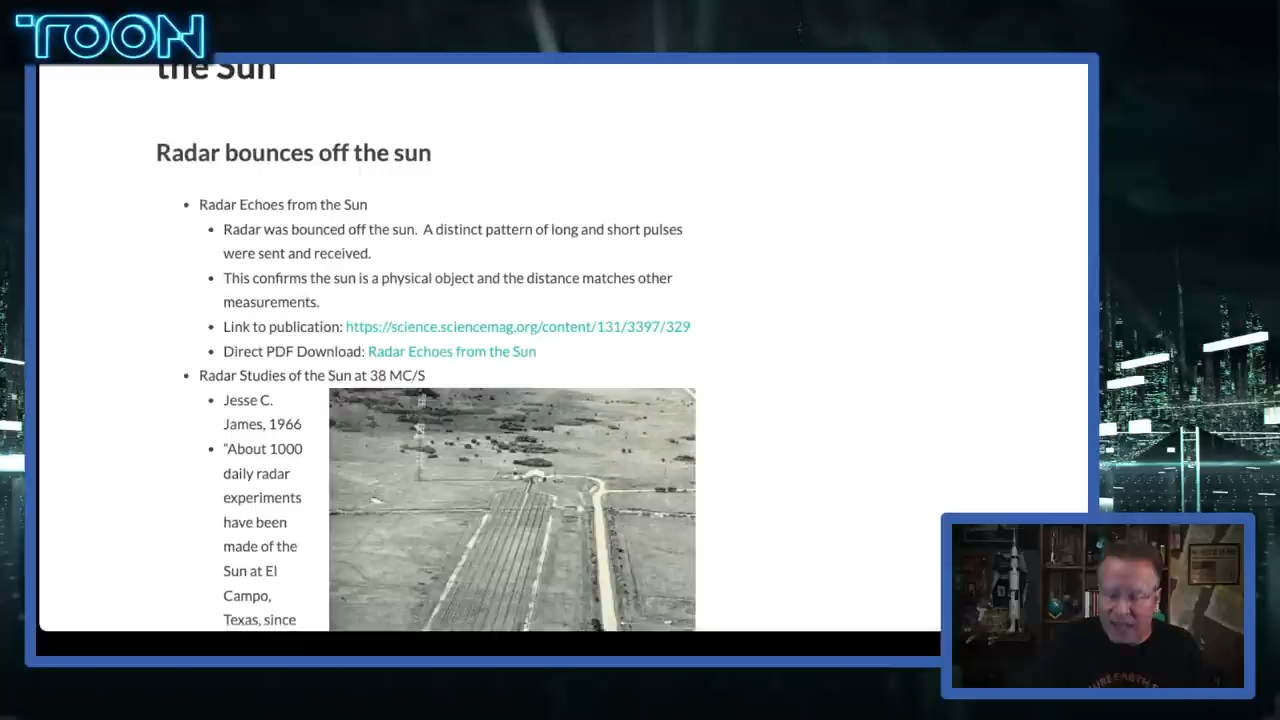 TOON
the Sun
Radar bounces off the sun
Radar Echoes from the Sun
Radar was bounced off the sun. A distinct pattern of long and short pulses
were sent and received.
This confirms the sun is a physical object and the distance matches other
measurements.
Link to publication: https://science.sciencemag.org/content/131/3397/329
Direct PDF Download: Radar Echoes from the Sun
Radar Studies of the Sun at 38 MC/S
Jesse C.
James, 1966
“About 1000
daily radar
experiments
have been
made of the
Sun at El
Campo,
Texas, since